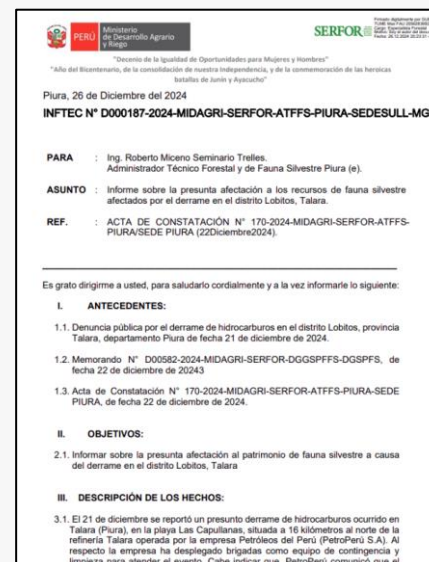 PERÚ
Ministerio
de Desarrollo Agrario
y Riego
SERFOR
"Decenio de la Igualdad de Oportunidades para Mujeres y Hombres"
"Año del Bicentenario, de la consolidación de nuestra Independencia, y de la conmemoración de las heroicas
batallas de Junín y Ayacucho"
Piura, 26 de Diciembre del 2024
INFTEC N° D000187-2024-MIDAGRI-SERFOR-ATFFS-PIURA-SEDESULL-MG
PARA : Ing. Roberto Miceno Seminario Trelles.
Administrador Técnico Forestal y de Fauna Silvestre Piura (e).
ASUNTO : Informe sobre la presunta afectación a los recursos de fauna silvestre
afectados por el derrame en el distrito Lobitos, Talara.
REF. : ACTA DE CONSTATACIÓN N° 170-2024-MIDAGRI-SERFOR-ATFFS-
PIURA/SEDE PIURA (22Diciembre2024).
Es grato dirigirme a usted, para saludarlo cordialmente y a la vez informarle lo siguiente:
I. ANTECEDENTES:
1.1. Denuncia pública por el derrame de hidrocarburos en el distrito Lobitos, provincia
Talara, departamento Piura de fecha 21 de diciembre de 2024.
1.2. Memorando N° D00582-2024-MIDAGRI-SERFOR-DGGSPFFS-DGSPFS, de
fecha 22 de diciembre de 20243
1.3. Acta de Constatación N° 170-2024-MIDAGRI-SERFOR-ATFFS-PIURA-SEDE
PIURA, de fecha 22 de diciembre de 2024.
II. OBJETIVOS:
2.1. Informar sobre la presunta afectación al patrimonio de fauna silvestre a causa
del derrame en el distrito Lobitos, Talara
III. DESCRIPCIÓN DE LOS HECHOS:
3.1. El 21 de diciembre se reportó un presunto derrame de hidrocarburos ocurrido en
Talara (Piura), en la playa Las Capullanas, situada a 16 kilómetros al norte de la
refinería Talara operada por la empresa Petróleos del Perú (PetroPerú S.A). Al
respecto la empresa ha desplegado brigadas como equipo de contingencia y
limpieza para atender el evento. Cabe indicar que, PetroPerú comunicó que el